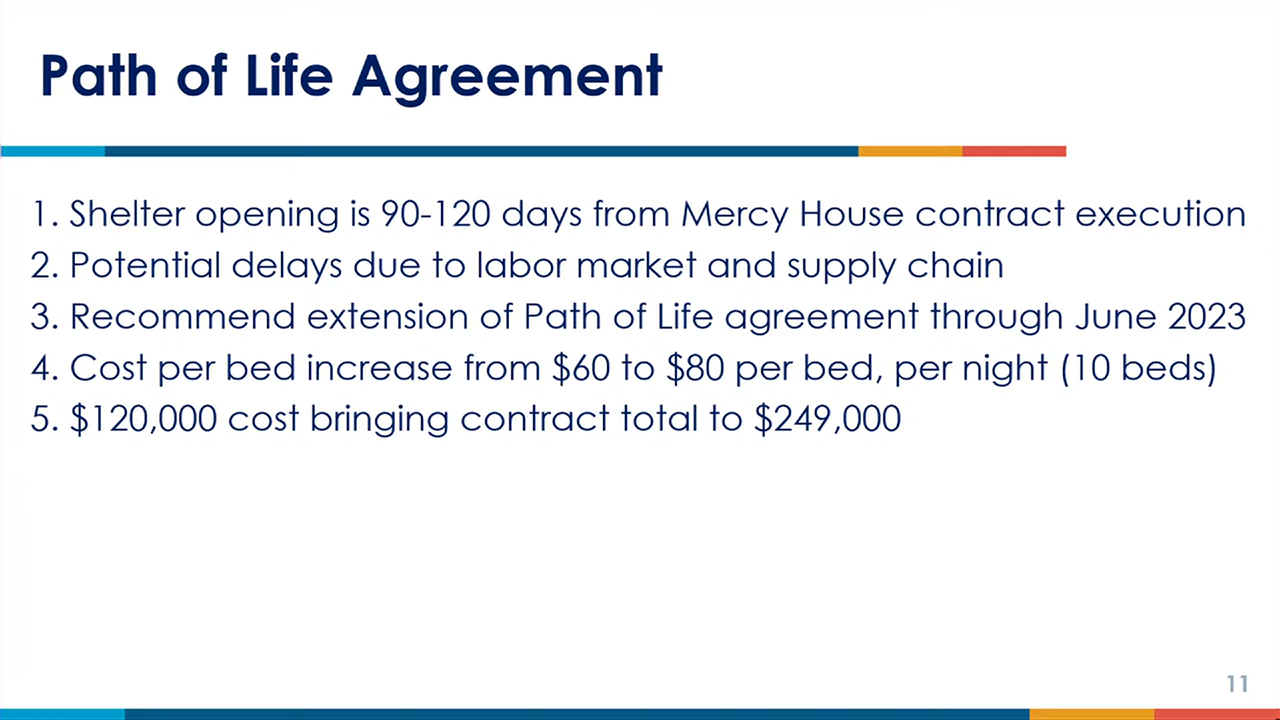 Path of Life Agreement
1. Shelter opening is 90-120 days from Mercy House contract execution
2. Potential delays due to labor market and supply chain
3. Recommend extension of Path of Life agreement through June 2023
4. Cost per bed increase from $60 to $80 per bed, per night (10 beds)
5. $120,000 cost bringing contract total to $249,000
11